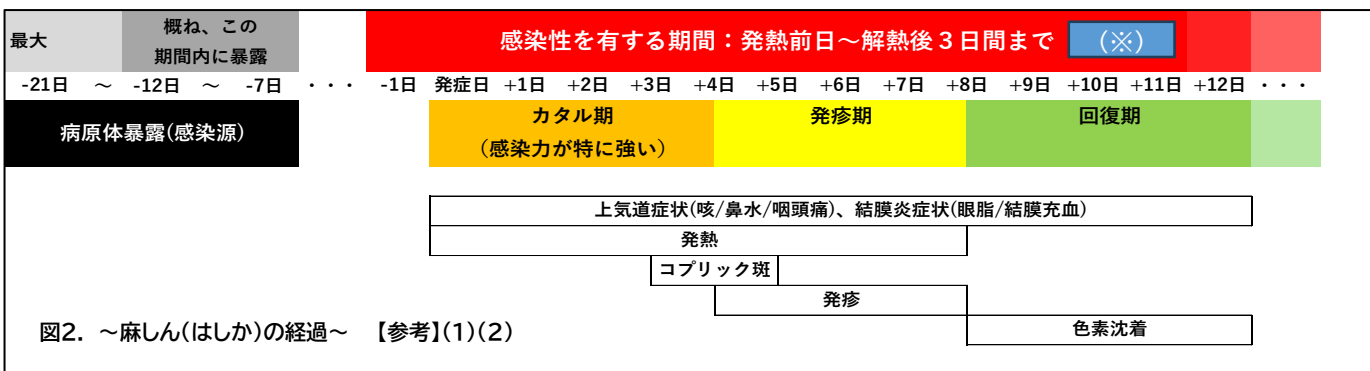 最大
概ね、この
期間内に暴露
感染性を有する期間：発熱前日～解熱後３日間まで （※）
-21日 ～ -12日 ～ -7日 ・・・ -1日 発症日 +1日 +2日 +3日 +4日 +5日 +6日 +7日 +8日 +9日 +10日 +11日 +12日 ・・・
病原体暴露(感染源)
カタル期
（感染力が特に強い）
発疹期
回復期
上気道症状(咳/鼻水/咽頭痛)、結膜炎症状(眼脂/結膜充血)
発熱
コプリック斑
発疹
色素沈着
図2. ～麻しん(はしか)の経過～ 【参考】(1)(2)